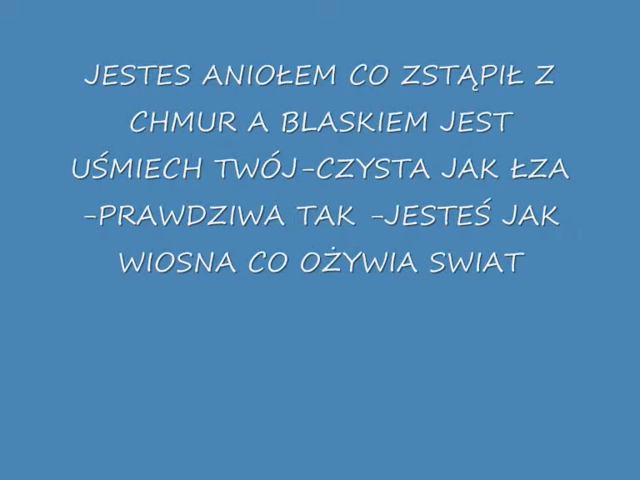 JESTES ANIOŁEM CO ZSTĄPIŁ Z
CHMUR A BLASKIEM JEST
UŚMIECH TWÓJ-CZYSTA JAK ŁZA
-PRAWDZIWA TAK -JESTEŚ JAK
WIOSNA CO OŻYWIA SWIAT